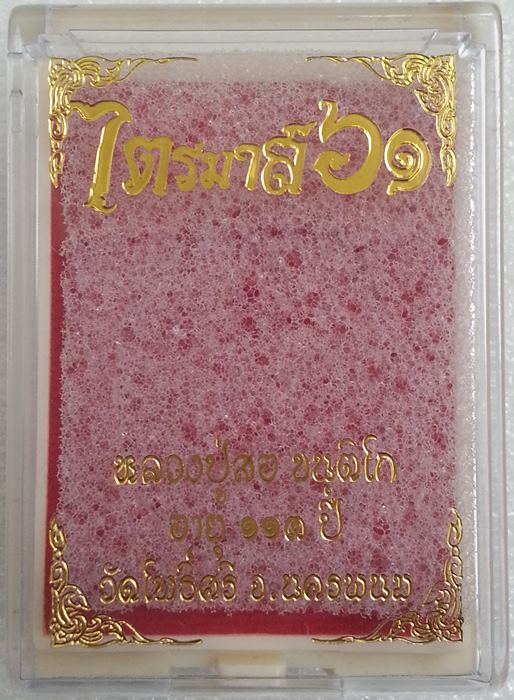 ไตรมาส ๖๑
หลวงปู่สอ ขนฺติโก
อายุ ๑๑๓ ปี
วัดโพธิ์ศรี จ.นครพนม